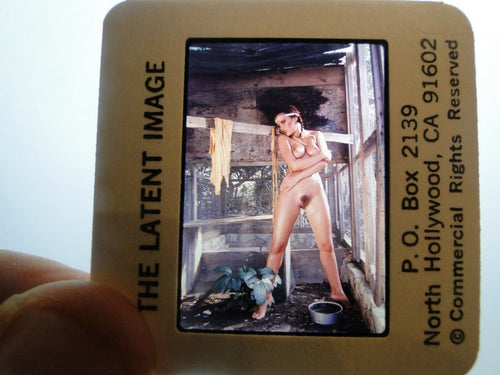 THE LATENT IMAGE
P.O. Box 2139
North Hollywood, CA 91602
© Commercial Rights Reserved